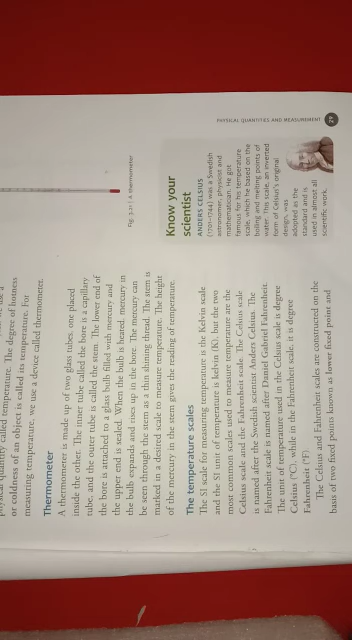 physical quantity called temperature. The degree of hotness
or coldness of an object is called its temperature. For
measuring temperature, we use a device called thermometer.
Thermometer
A thermometer is made up of two glass tubes, one placed
inside the other. The inner tube called the bore is a capillary
tube, and the outer tube is called the stem. The lower end of
the bore is attached to a glass bulb filled with mercury and
the upper end is sealed. When the bulb is heated, mercury in
the bulb expands and rises up in the bore. The mercury can
be seen through the stem as a thin shining thread. The stem is
marked in a desired scale to measure temperature. The height
of the mercury in the stem gives the reading of temperature.
The temperature scales
The SI scale for measuring temperature is the Kelvin scale
and the SI unit of temperature is kelvin (K), but the two
most common scales used to measure temperature are the
Celsius scale and the Fahrenheit scale. The Celsius scale
is named after the Swedish scientist Anders Celsius. The
Fahrenheit scale is named after Daniel Gabriel Fahrenheit.
The unit of temperature used in the Celsius scale is degree
Celsius (°C), while in the Fahrenheit scale, it is degree
Fahrenheit (°F).
The Celsius and Fahrenheit scales are constructed on the
basis of two fixed points known as lower fixed point and
Fig. 3.21 | A thermometer
Know your
scientist
ANDERS CELSIUS
(1701–1744) was a Swedish
astronomer, physicist and
mathematician. He got
famous for its temperature
scale, which he based on the
boiling and melting points of
water. This scale, an inverted
form of Celsius's original
design, was
adopted as the
standard and is
used in almost all
scientific work.
PHYSICAL QUANTITIES AND MEASUREMENT 29